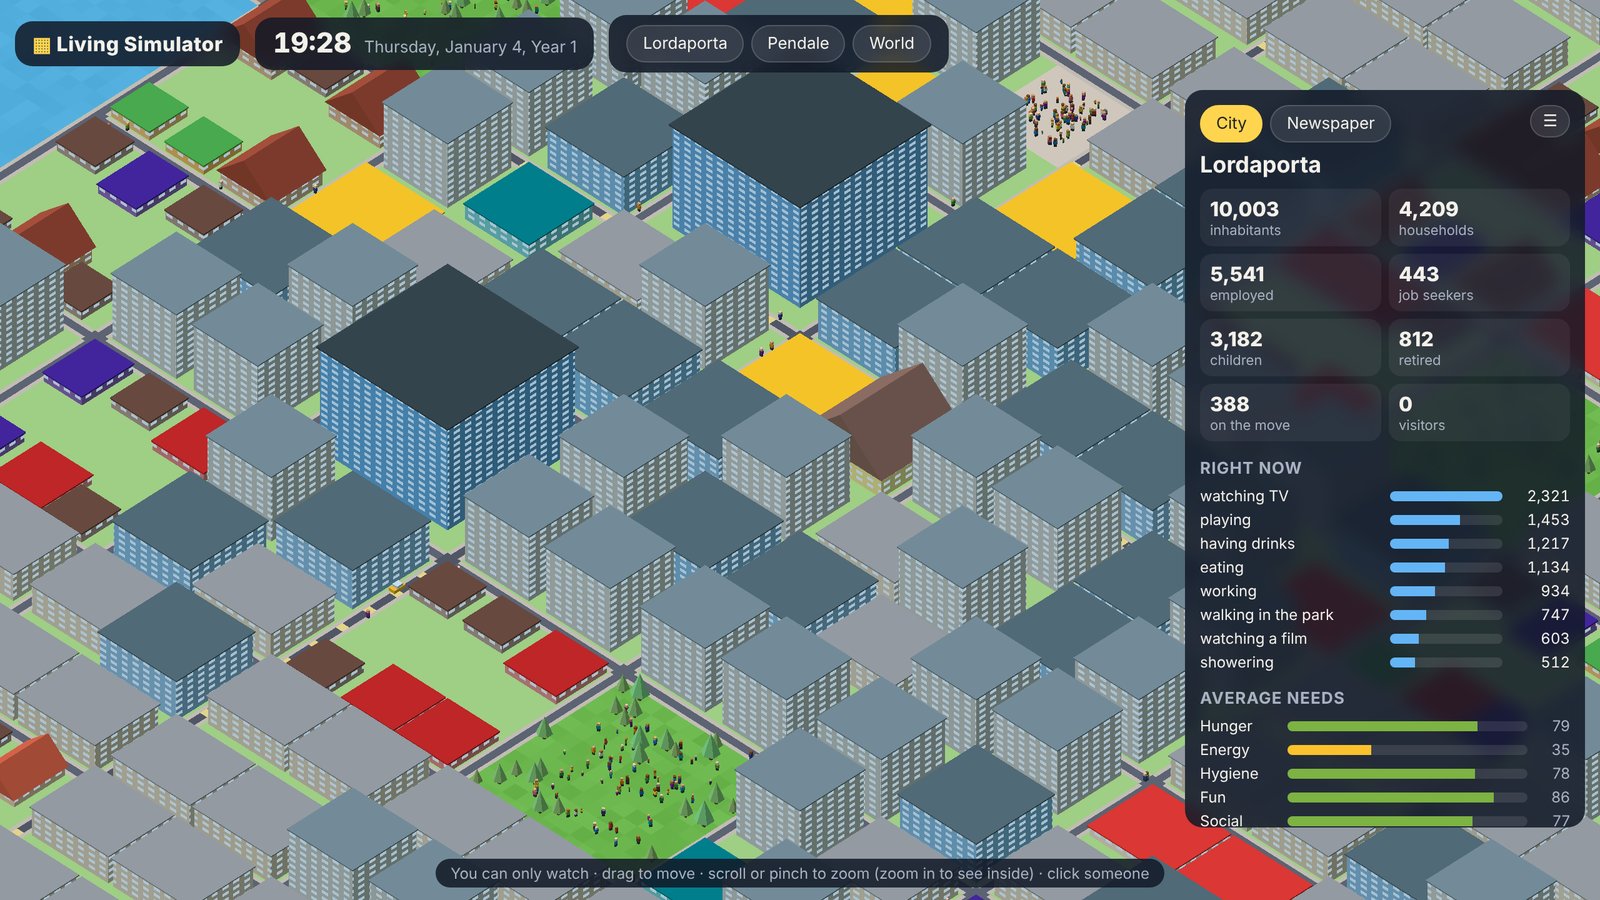 Living Simulator
19:28 Thursday, January 4, Year 1
Lordaporta Pendale World
City Newspaper ☰
Lordaporta
10,003 inhabitants
4,209 households
5,541 employed
443 job seekers
3,182 children
812 retired
388 on the move
0 visitors
RIGHT NOW
watching TV 2,321
playing 1,453
having drinks 1,217
eating 1,134
working 934
walking in the park 747
watching a film 603
showering 512
AVERAGE NEEDS
Hunger 79
Energy 35
Hygiene 78
Fun 86
Social 77
You can only watch · drag to move · scroll or pinch to zoom (zoom in to see inside) · click someone